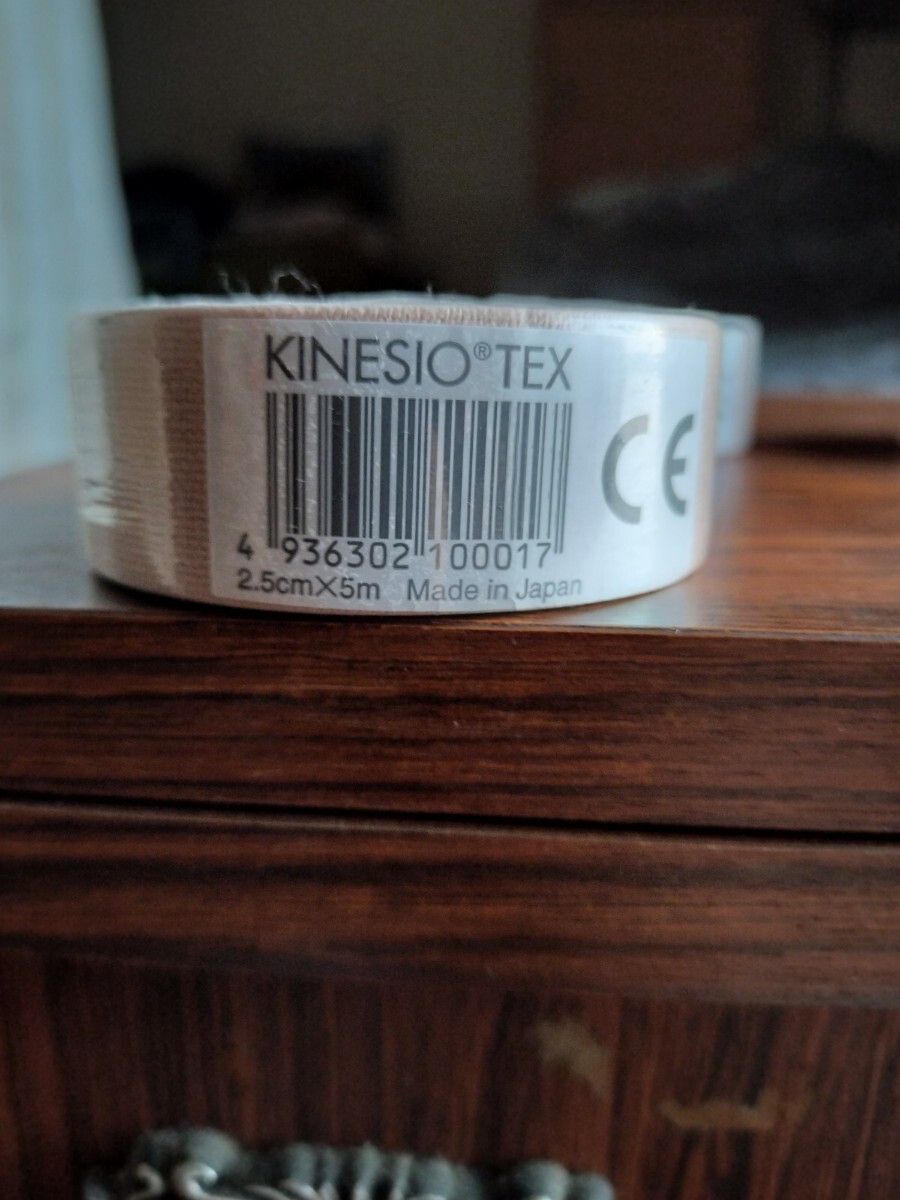 KINESIO® TEX
CE
4 936302 100017
2.5cm×5m Made in Japan